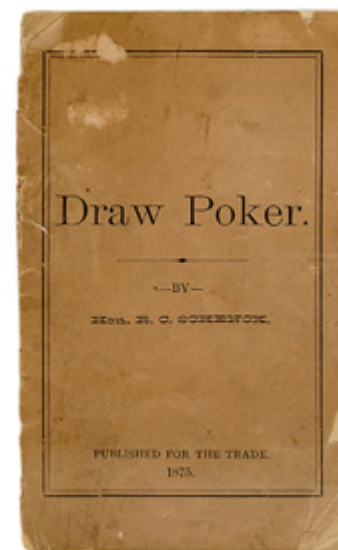 Draw Poker.
—BY—
Hon. R. C. SCHENCK,
PUBLISHED FOR THE TRADE.
1875.